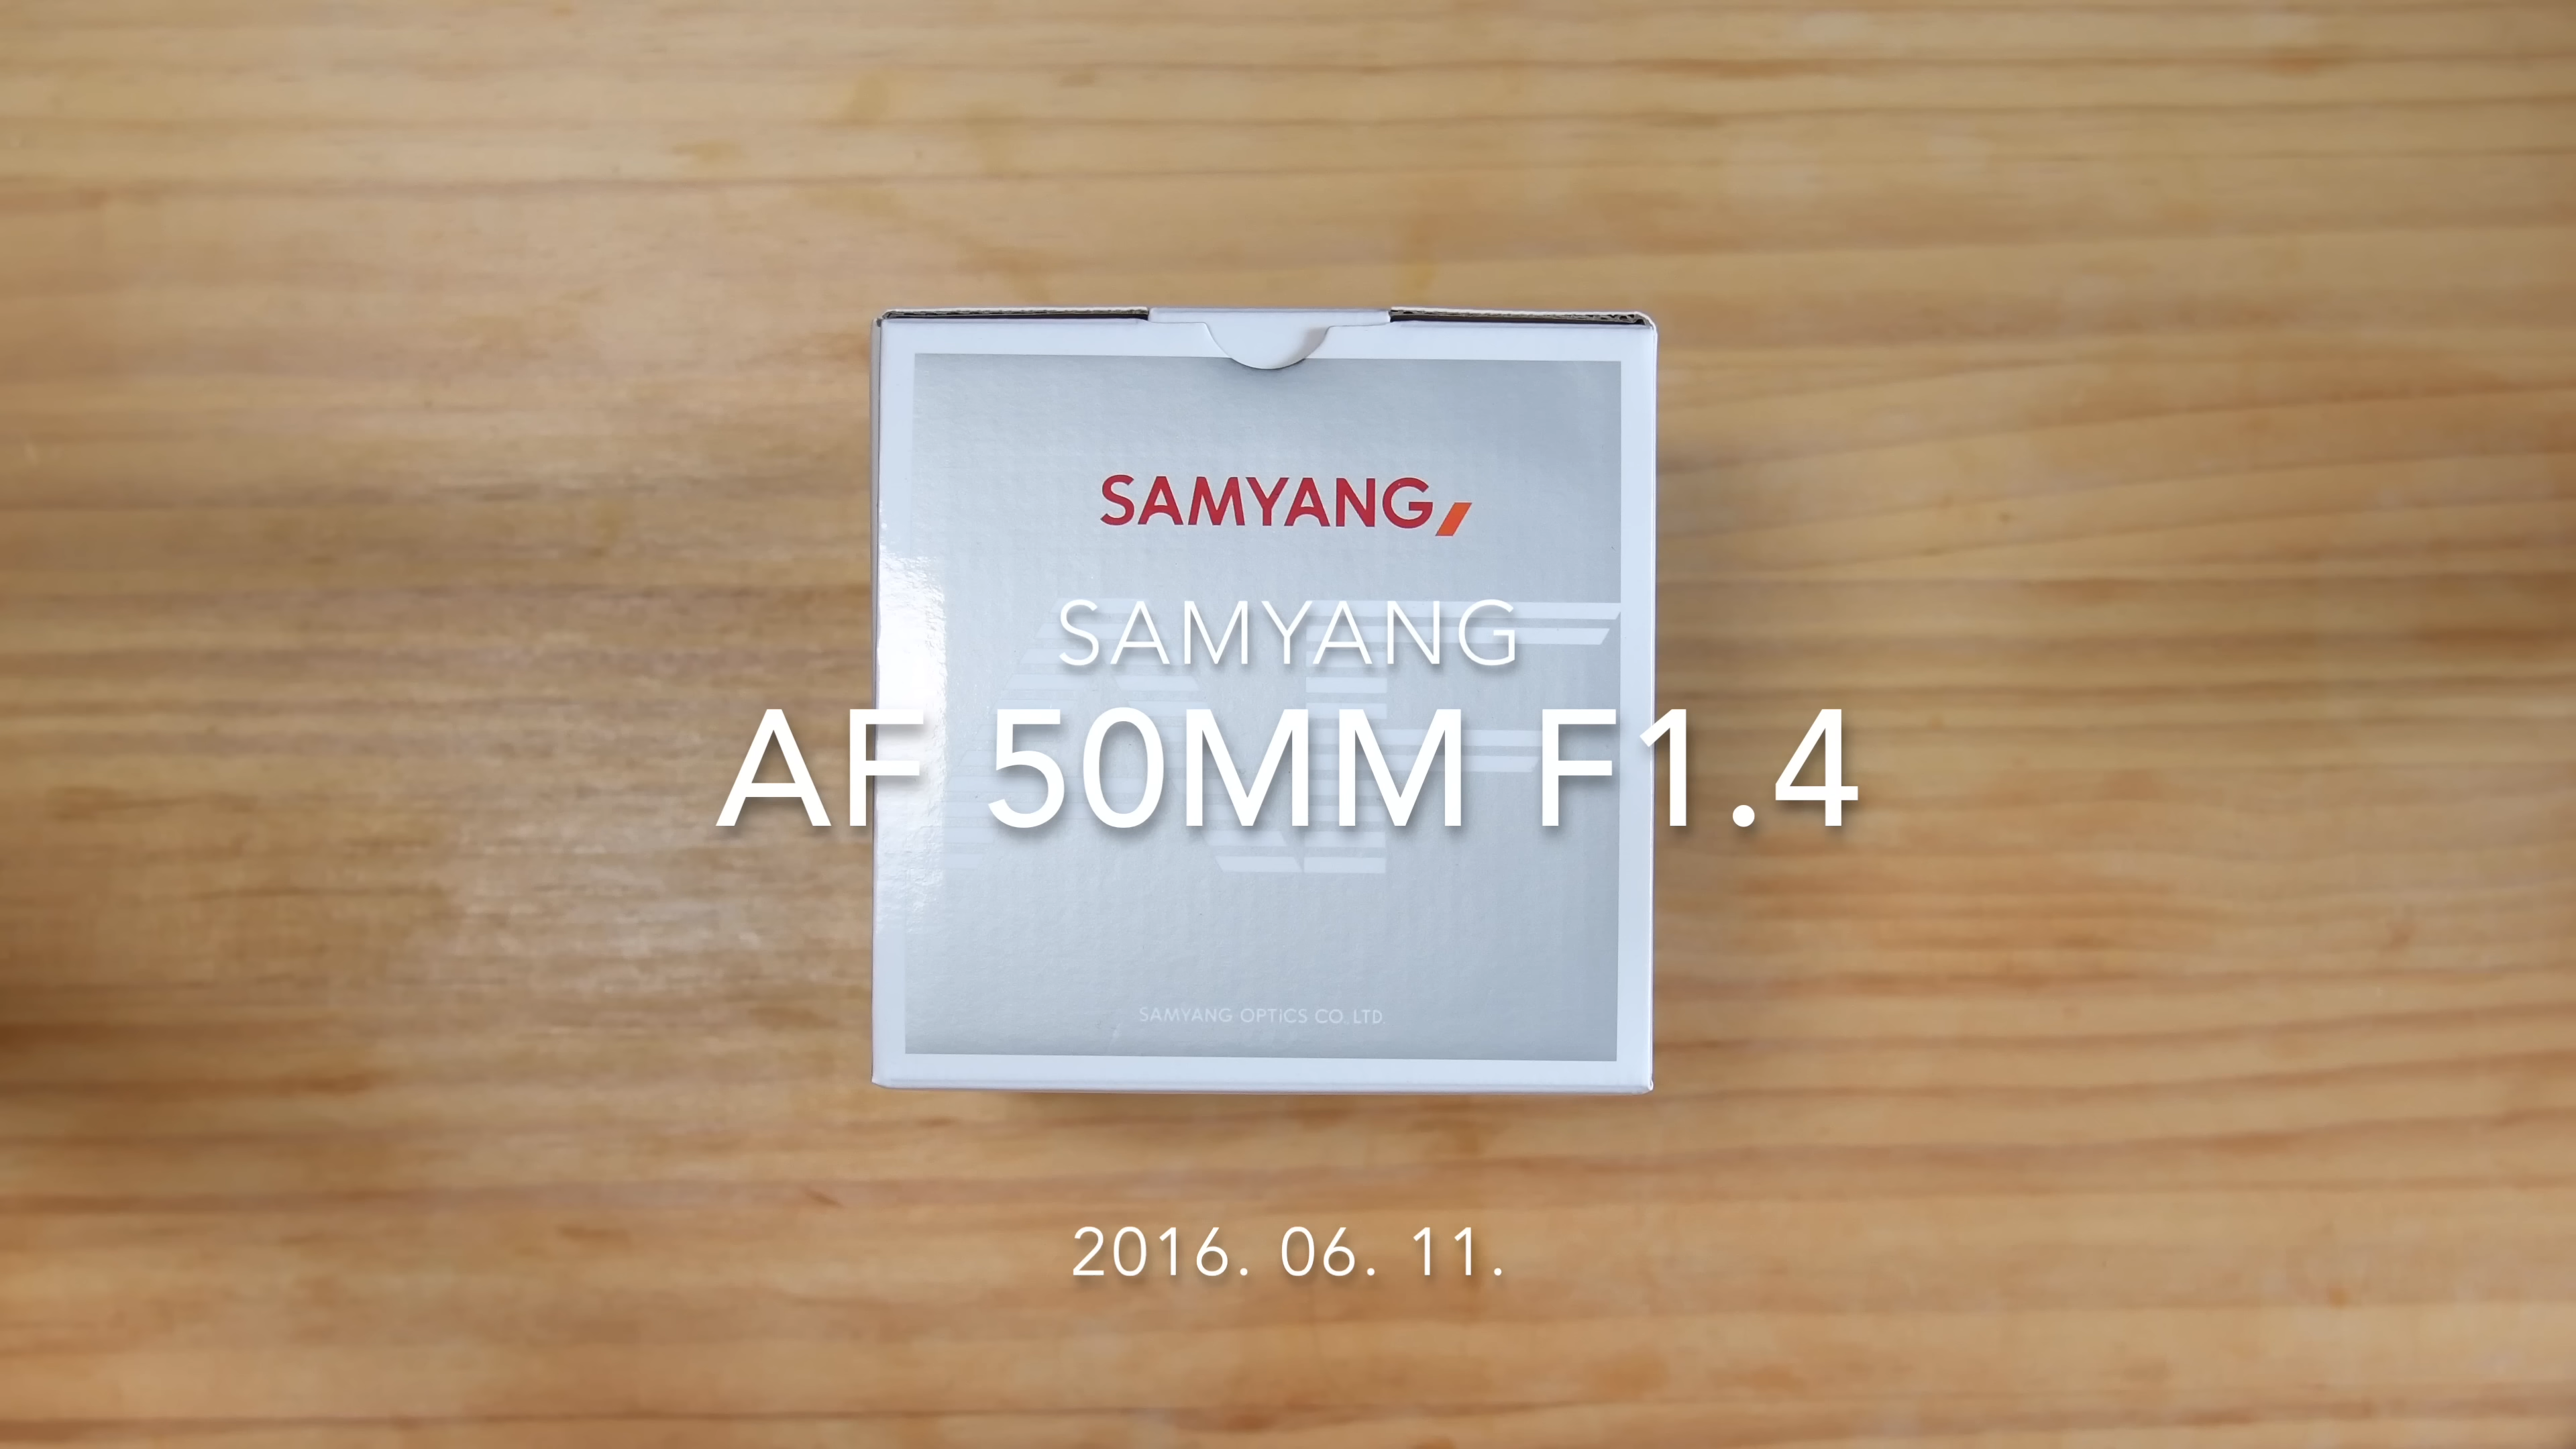 SAMYANG
SAMYANG
AF 50MM F1.4
SAMYANG OPTICS CO. LTD.
2016. 06. 11.